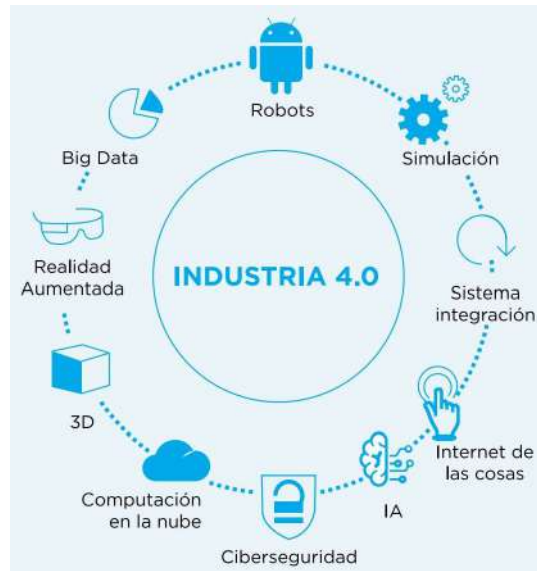 Robots
Big Data
Simulación
INDUSTRIA 4.0
Realidad
Aumentada
Sistema
integración
3D
Internet de
las cosas
Computación
en la nube
IA
Ciberseguridad